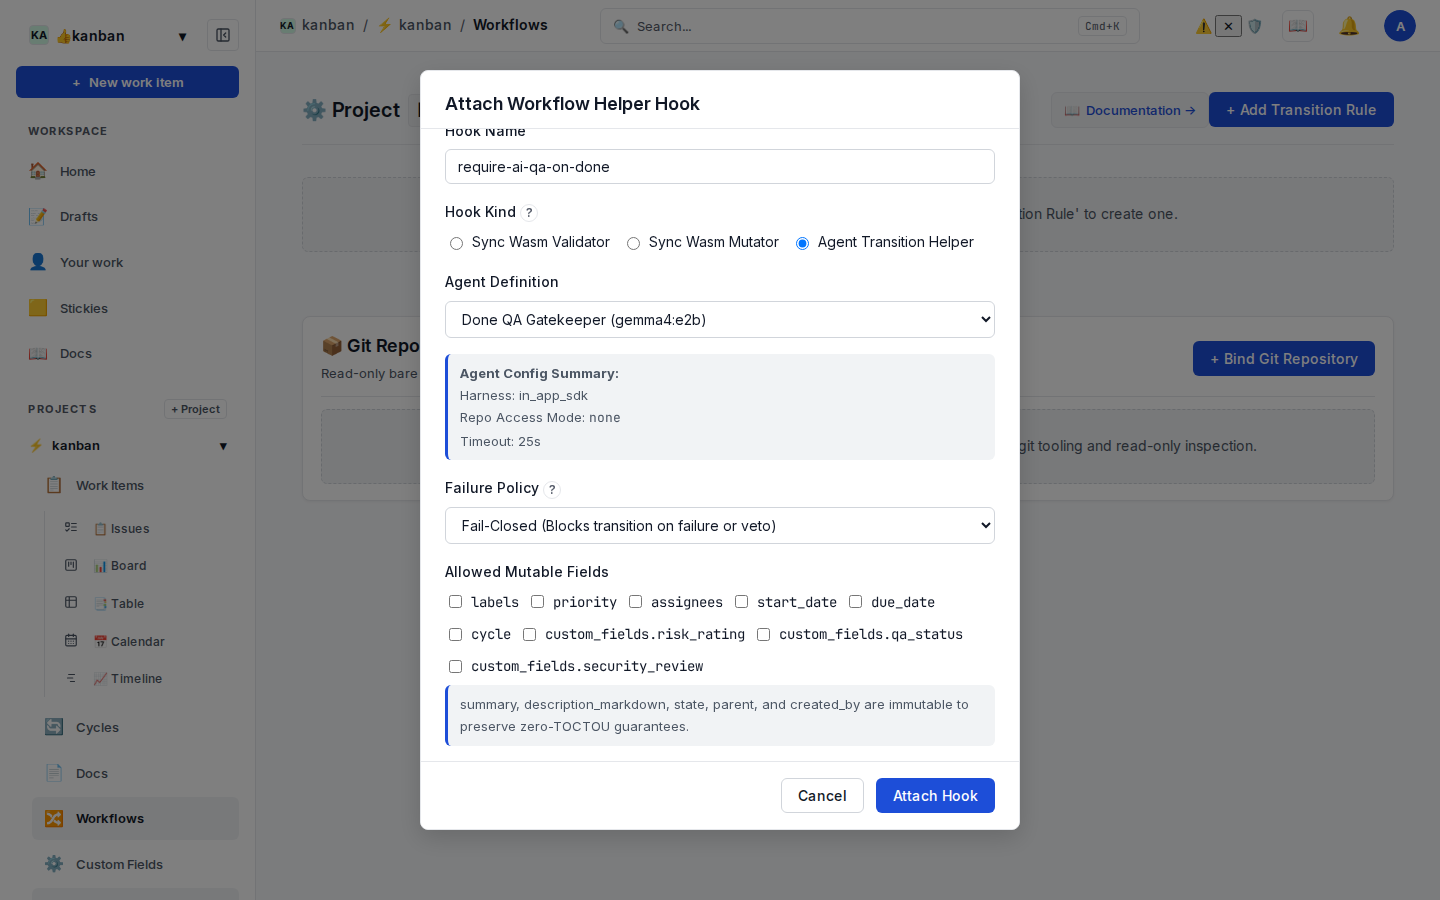 KA 👍kanban ▼
+ New work item
WORKSPACE
🏠 Home
📝 Drafts
👤 Your work
🟨 Stickies
📖 Docs
PROJECTS + Project
⚡ kanban ▼
📋 Work Items
📋 Issues
📊 Board
📑 Table
📅 Calendar
📈 Timeline
🔄 Cycles
📄 Docs
🔀 Workflows
⚙️ Custom Fields
KA kanban / ⚡ kanban / Workflows
🔍 Search... Cmd+K
⚠️ ✕ 🛡️ 📖 🔔 A
⚙️ Project
📖 Documentation → + Add Transition Rule
Rule' to create one.
📦 Git Repo
Read-only bare
+ Bind Git Repository
git tooling and read-only inspection.
Attach Workflow Helper Hook
Hook Name
require-ai-qa-on-done
Hook Kind ?
Sync Wasm Validator Sync Wasm Mutator Agent Transition Helper
Agent Definition
Done QA Gatekeeper (gemma4:e2b)
Agent Config Summary:
Harness: in_app_sdk
Repo Access Mode: none
Timeout: 25s
Failure Policy ?
Fail-Closed (Blocks transition on failure or veto)
Allowed Mutable Fields
labels priority assignees start_date due_date
cycle custom_fields.risk_rating custom_fields.qa_status
custom_fields.security_review
summary, description_markdown, state, parent, and created_by are immutable to
preserve zero-TOCTOU guarantees.
Cancel Attach Hook